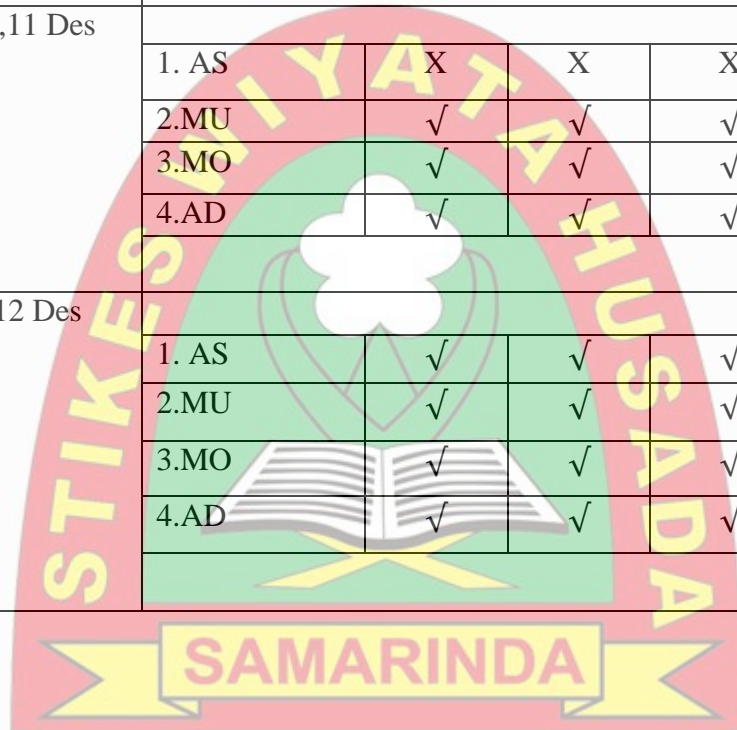 ,11 Des
1. AS X X X
2.MU √ √ √
3.MO √ √ √
4.AD √ √ √
12 Des
1. AS √ √ √
2.MU √ √ √
3.MO √ √ √
4.AD √ √ √
STIKES WIYATA HUSADA
SAMARINDA